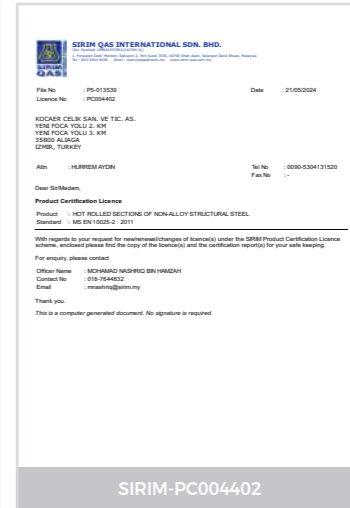 SIRIM QAS INTERNATIONAL SDN. BHD.
SIRIM
QAS
File No : P5-013539 Date : 21/05/2024
Licence No : PC004402
KOCAER CELIK SAN. VE TIC. AS.
YENI FOCA YOLU 2. KM
YENI FOCA YOLU 3. KM
35800 ALIAGA
IZMIR, TURKEY
Attn : HURREM AYDIN Tel No : 0090-5304131520
Fax No : -
Dear Sir/Madam,
Product Certification Licence
Product : HOT ROLLED SECTIONS OF NON-ALLOY STRUCTURAL STEEL
Standard : MS EN 10025-2 : 2011
With regards to your request for new/renewal/changes of licence(s) under the SIRIM Product Certification Licence
scheme, enclosed please find the copy of the licence(s) and the certification report(s) for your safe keeping.
For enquiry, please contact
Officer Name : MOHAMAD NASHRIQ BIN HAMZAH
Contact No : 018-7644832
Email : mnashriq@sirim.my
Thank you.
This is a computer generated document. No signature is required.
SIRIM-PC004402